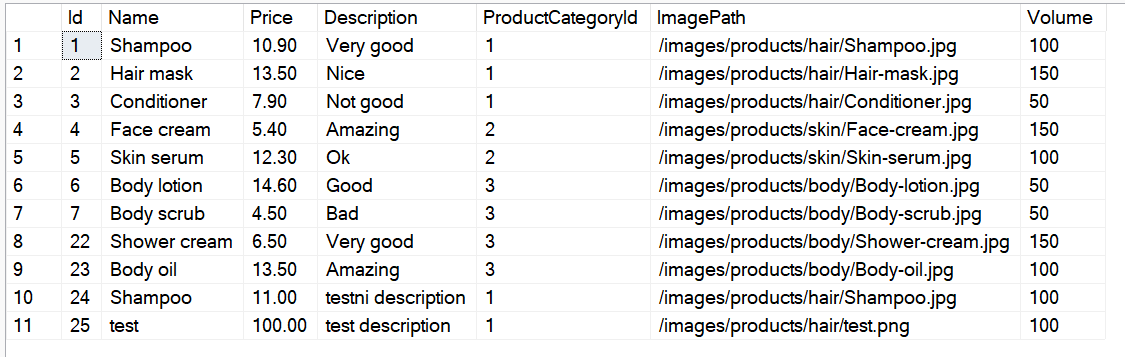 Id Name Price Description ProductCategoryId ImagePath Volume
1 1 Shampoo 10.90 Very good 1 /images/products/hair/Shampoo.jpg 100
2 2 Hair mask 13.50 Nice 1 /images/products/hair/Hair-mask.jpg 150
3 3 Conditioner 7.90 Not good 1 /images/products/hair/Conditioner.jpg 50
4 4 Face cream 5.40 Amazing 2 /images/products/skin/Face-cream.jpg 150
5 5 Skin serum 12.30 Ok 2 /images/products/skin/Skin-serum.jpg 100
6 6 Body lotion 14.60 Good 3 /images/products/body/Body-lotion.jpg 50
7 7 Body scrub 4.50 Bad 3 /images/products/body/Body-scrub.jpg 50
8 22 Shower cream 6.50 Very good 3 /images/products/body/Shower-cream.jpg 150
9 23 Body oil 13.50 Amazing 3 /images/products/body/Body-oil.jpg 100
10 24 Shampoo 11.00 testni description 1 /images/products/hair/Shampoo.jpg 100
11 25 test 100.00 test description 1 /images/products/hair/test.png 100